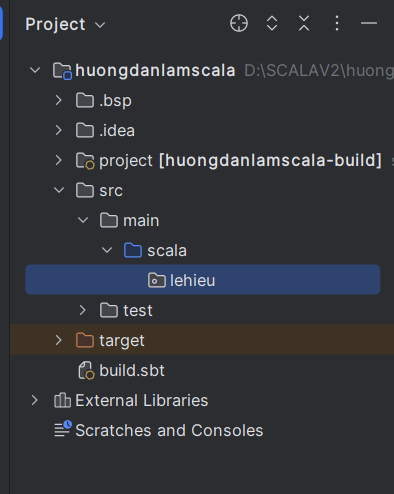 Project
huongdanlamscala D:\SCALAV2\huong
.bsp
.idea
project [huongdanlamscala-build]
src
main
scala
lehieu
test
target
build.sbt
External Libraries
Scratches and Consoles